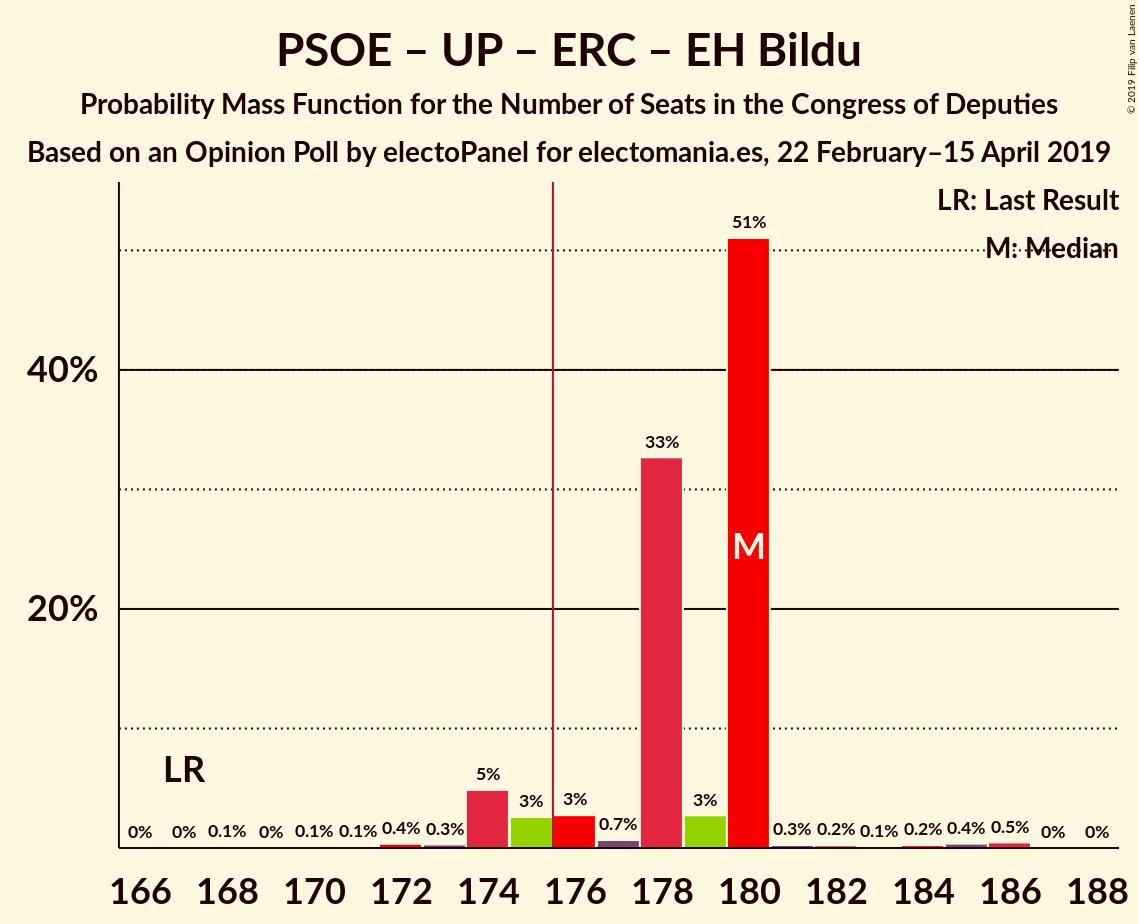 PSOE – UP – ERC – EH Bildu
Probability Mass Function for the Number of Seats in the Congress of Deputies
Based on an Opinion Poll by electoPanel for electomania.es, 22 February–15 April 2019
© 2019 Filip van Laenen
LR: Last Result
M: Median
40%
20%
LR
M
0% 0% 0.1% 0% 0.1% 0.1% 0.4% 0.3% 5% 3% 3% 0.7% 33% 3% 51% 0.3% 0.2% 0.1% 0.2% 0.4% 0.5% 0% 0%
166 168 170 172 174 176 178 180 182 184 186 188